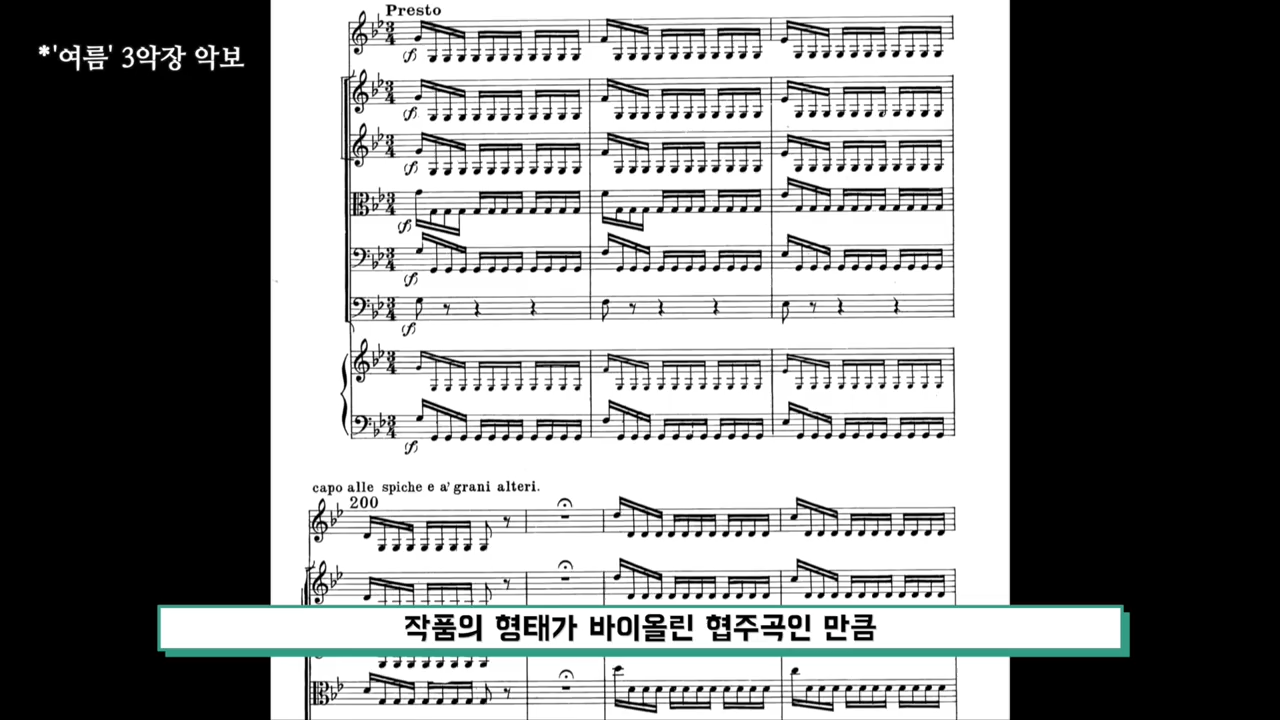 *'여름' 3악장 악보
Presto
capo alle spiche e a' grani alteri.
200
작품의 형태가 바이올린 협주곡인 만큼